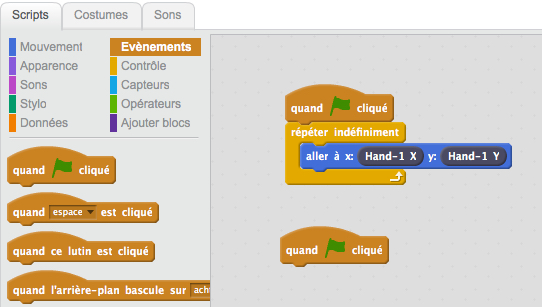 Scripts Costumes Sons
Mouvement Evènements
Apparence Contrôle
Sons Capteurs
Stylo Opérateurs
Données Ajouter blocs
quand cliqué
quand espace est cliqué
quand ce lutin est cliqué
quand l'arrière-plan bascule sur
quand cliqué
répéter indéfiniment
aller à x: Hand-1 X y: Hand-1 Y
quand cliqué